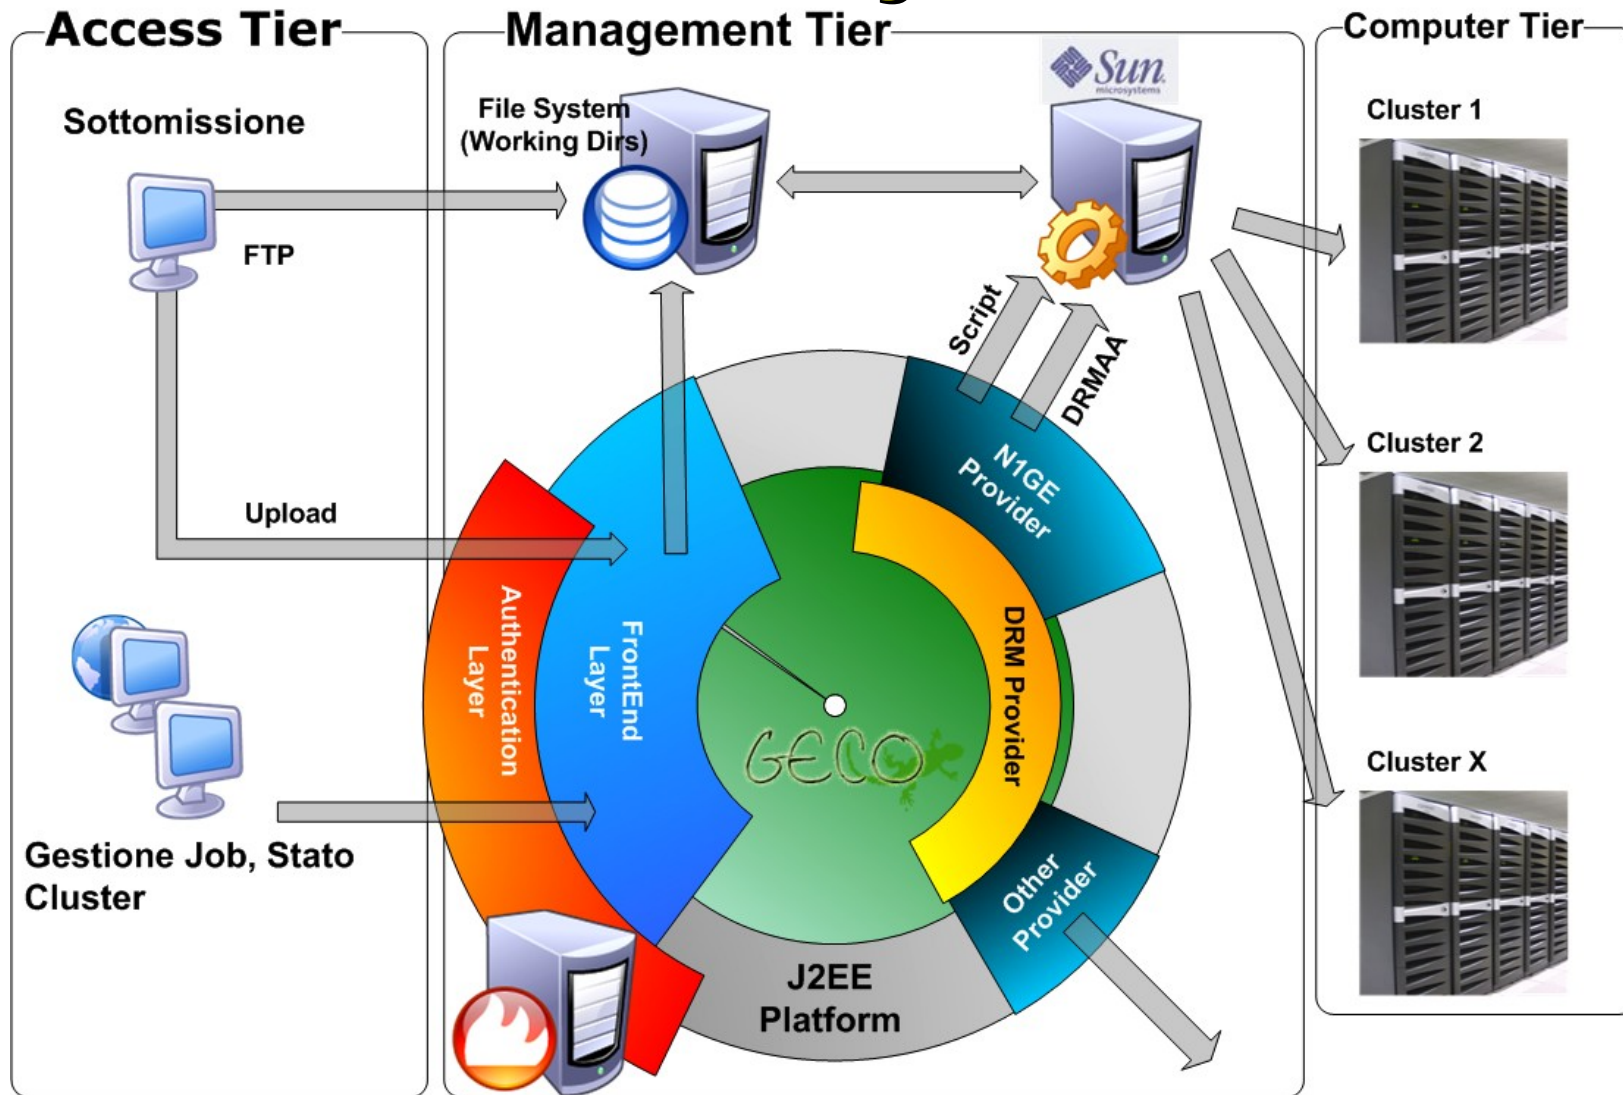 Access Tier
Management Tier
Computer Tier
Sottomissione
File System
(Working Dirs)
Sun
microsystems
Cluster 1
FTP
Script
DRMAA
Cluster 2
N1GE
Provider
Upload
Authentication
Layer
FrontEnd
Layer
DRM Provider
GECO
Cluster X
Gestione Job, Stato
Cluster
Other
Provider
J2EE
Platform